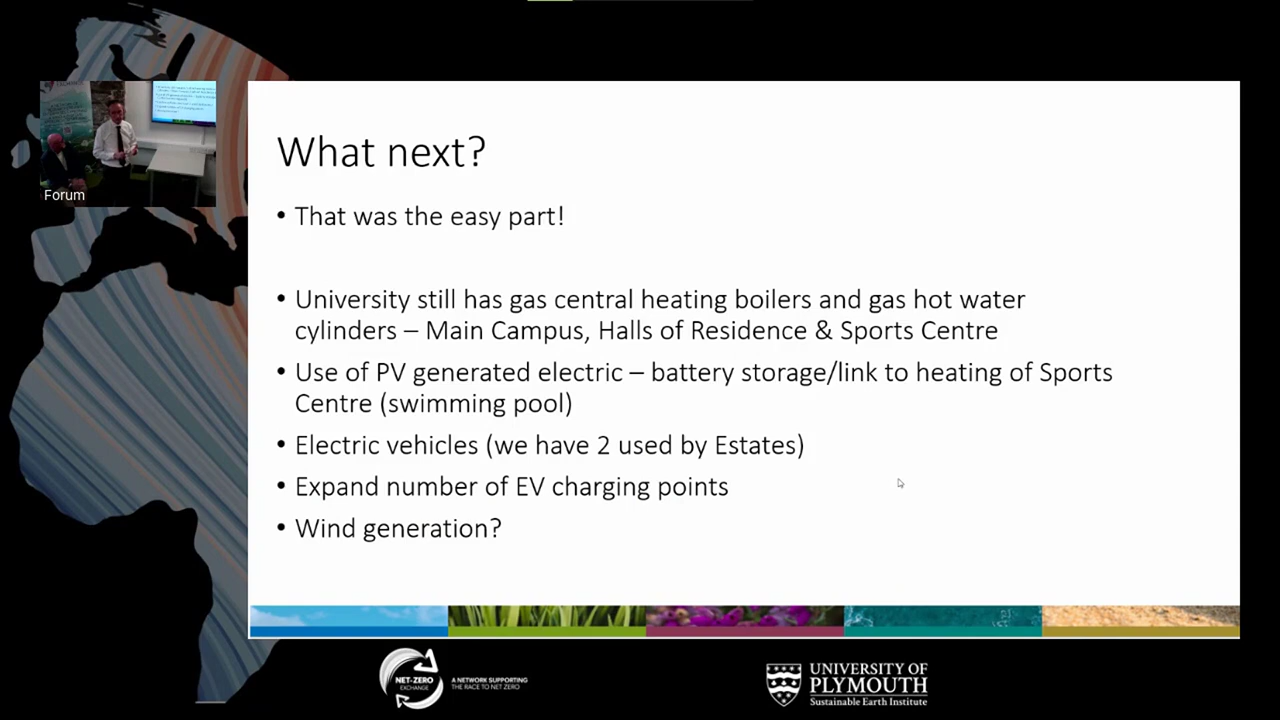 Forum
What next?
• That was the easy part!
• University still has gas central heating boilers and gas hot water
cylinders – Main Campus, Halls of Residence & Sports Centre
• Use of PV generated electric – battery storage/link to heating of Sports
Centre (swimming pool)
• Electric vehicles (we have 2 used by Estates)
• Expand number of EV charging points
• Wind generation?
NET-ZERO
EXCHANGE
A NETWORK SUPPORTING
THE RACE TO NET ZERO
UNIVERSITY OF
PLYMOUTH
Sustainable Earth Institute